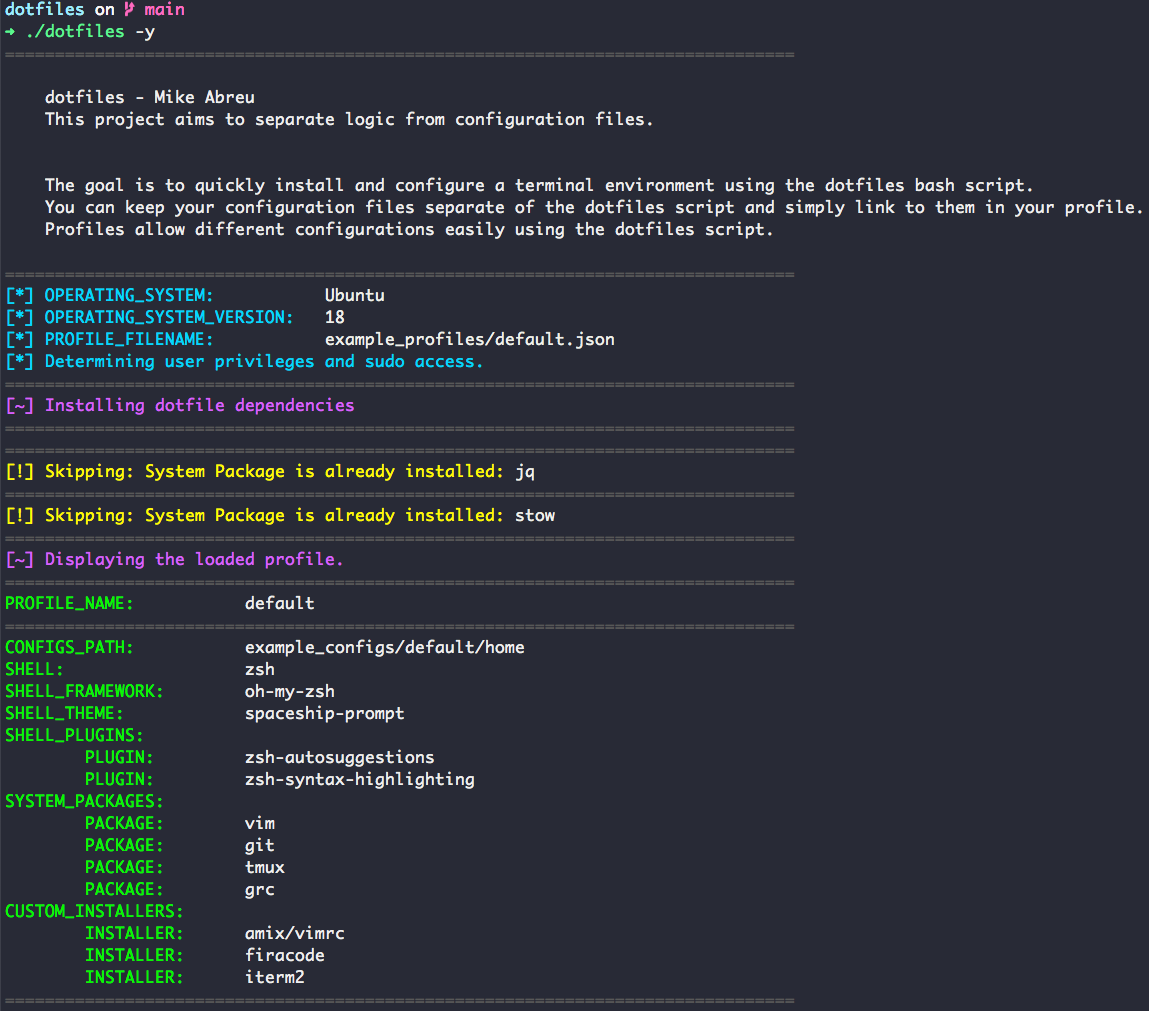 dotfiles on main
➜ ./dotfiles -y
===============================================================================
dotfiles - Mike Abreu
This project aims to separate logic from configuration files.
The goal is to quickly install and configure a terminal environment using the dotfiles bash script.
You can keep your configuration files separate of the dotfiles script and simply link to them in your profile.
Profiles allow different configurations easily using the dotfiles script.
===============================================================================
[*] OPERATING_SYSTEM: Ubuntu
[*] OPERATING_SYSTEM_VERSION: 18
[*] PROFILE_FILENAME: example_profiles/default.json
[*] Determining user privileges and sudo access.
===============================================================================
[~] Installing dotfile dependencies
===============================================================================
===============================================================================
[!] Skipping: System Package is already installed: jq
===============================================================================
[!] Skipping: System Package is already installed: stow
===============================================================================
[~] Displaying the loaded profile.
===============================================================================
PROFILE_NAME: default
===============================================================================
CONFIGS_PATH: example_configs/default/home
SHELL: zsh
SHELL_FRAMEWORK: oh-my-zsh
SHELL_THEME: spaceship-prompt
SHELL_PLUGINS:
PLUGIN: zsh-autosuggestions
PLUGIN: zsh-syntax-highlighting
SYSTEM_PACKAGES:
PACKAGE: vim
PACKAGE: git
PACKAGE: tmux
PACKAGE: grc
CUSTOM_INSTALLERS:
INSTALLER: amix/vimrc
INSTALLER: firacode
INSTALLER: iterm2
===============================================================================